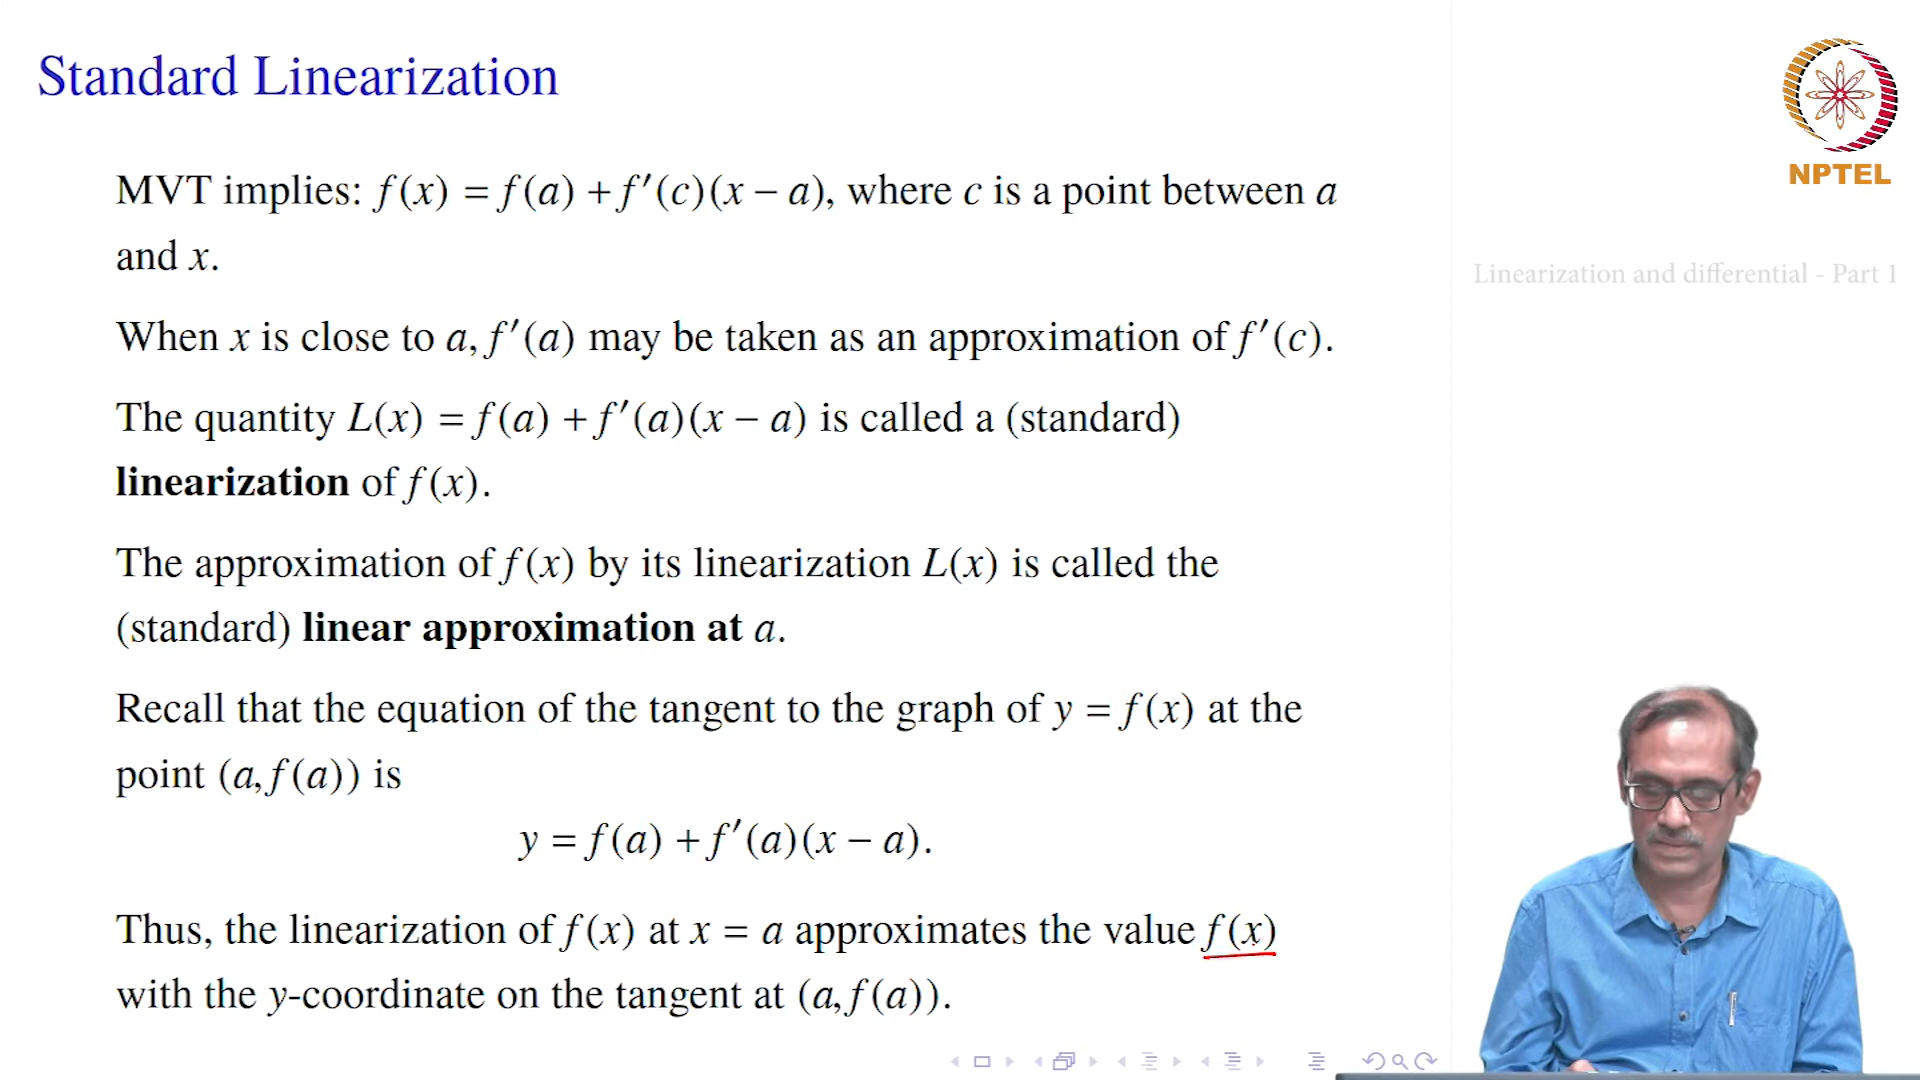 Standard Linearization
NPTEL
MVT implies: f(x) = f(a) + f′(c)(x − a), where c is a point between a
and x.
Linearization and differential - Part 1
When x is close to a, f′(a) may be taken as an approximation of f′(c).
The quantity L(x) = f(a) + f′(a)(x − a) is called a (standard)
linearization of f(x).
The approximation of f(x) by its linearization L(x) is called the
(standard) linear approximation at a.
Recall that the equation of the tangent to the graph of y = f(x) at the
point (a, f(a)) is
y = f(a) + f′(a)(x − a).
Thus, the linearization of f(x) at x = a approximates the value f(x)
with the y-coordinate on the tangent at (a, f(a)).